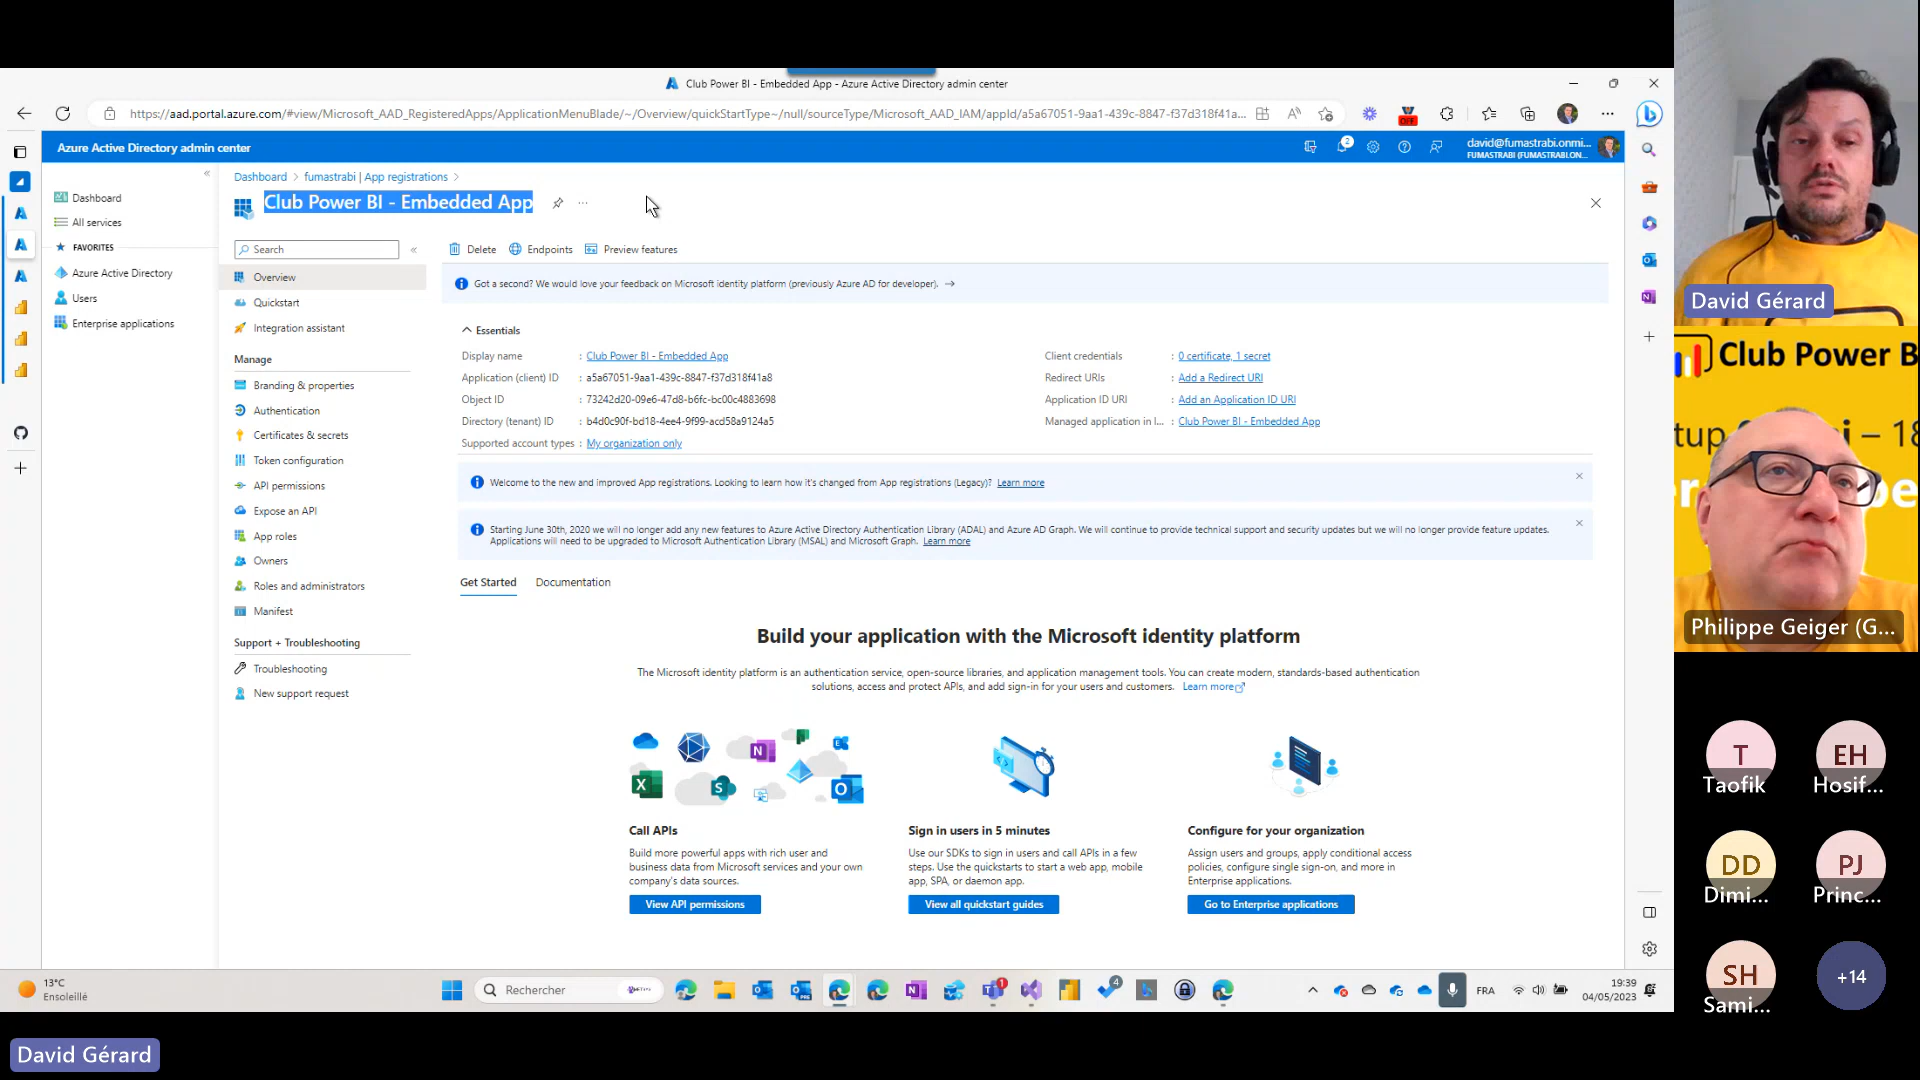 Club Power BI - Embedded App - Azure Active Directory admin center
https://aad.portal.azure.com/#view/Microsoft_AAD_RegisteredApps/ApplicationMenuBlade/~/Overview/quickStartType~/null/sourceType/Microsoft_AAD_IAM/appId/a5a67051-9aa1-439c-8847-f37d318f41a...
OFF
Azure Active Directory admin center
2
david@fumastrabi.onmi...
FUMASTRABI (FUMASTRABI.ON...
Dashboard > fumastrabi | App registrations >
Club Power BI - Embedded App
Dashboard
All services
FAVORITES
Azure Active Directory
Users
Enterprise applications
Search
Overview
Quickstart
Integration assistant
Manage
Branding & properties
Authentication
Certificates & secrets
Token configuration
API permissions
Expose an API
App roles
Owners
Roles and administrators
Manifest
Support + Troubleshooting
Troubleshooting
New support request
Delete
Endpoints
Preview features
Got a second? We would love your feedback on Microsoft identity platform (previously Azure AD for developer). →
Essentials
Display name : Club Power BI - Embedded App
Application (client) ID : a5a67051-9aa1-439c-8847-f37d318f41a8
Object ID : 73242d20-09e6-47d8-b6fc-bc00c4883698
Directory (tenant) ID : b4d0c90f-bd18-4ee4-9f99-acd58a9124a5
Supported account types : My organization only
Client credentials : 0 certificate, 1 secret
Redirect URIs : Add a Redirect URI
Application ID URI : Add an Application ID URI
Managed application in l... : Club Power BI - Embedded App
Welcome to the new and improved App registrations. Looking to learn how it's changed from App registrations (Legacy)? Learn more
Starting June 30th, 2020 we will no longer add any new features to Azure Active Directory Authentication Library (ADAL) and Azure AD Graph. We will continue to provide technical support and security updates but we will no longer provide feature updates.
Applications will need to be upgraded to Microsoft Authentication Library (MSAL) and Microsoft Graph. Learn more
Get Started
Documentation
Build your application with the Microsoft identity platform
The Microsoft identity platform is an authentication service, open-source libraries, and application management tools. You can create modern, standards-based authentication
solutions, access and protect APIs, and add sign-in for your users and customers. Learn more
Call APIs
Build more powerful apps with rich user and
business data from Microsoft services and your own
company's data sources.
View API permissions
Sign in users in 5 minutes
Use our SDKs to sign in users and call APIs in a few
steps. Use the quickstarts to start a web app, mobile
app, SPA, or daemon app.
View all quickstart guides
Configure for your organization
Assign users and groups, apply conditional access
policies, configure single sign-on, and more in
Enterprise applications.
Go to Enterprise applications
13°C
Ensoleillé
Rechercher
1
4
FRA
19:39
04/05/2023
David Gérard
David Gérard
Club Power B
tup
i – 18
Philippe Geiger (G...
T
Taofik
EH
Hosif...
DD
Dimi...
PJ
Princ...
SH
Sami...
+14